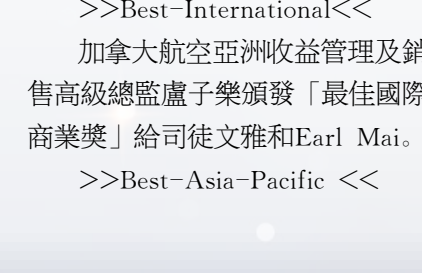 >>Best-International<<
加拿大航空亞洲收益管理及銷
售高級總監盧子樂頒發「最佳國際
商業獎」給司徒文雅和Earl Mai。
>>Best-Asia-Pacific <<